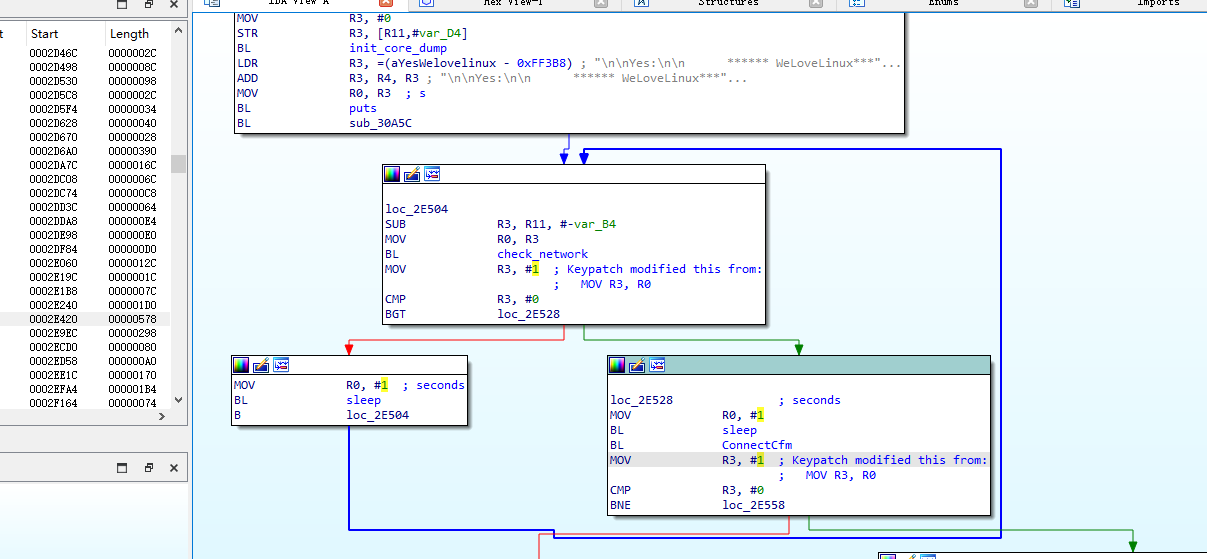 IDA View-A
Hex View-1
Structures
Enums
Imports
t Start Length
0002D46C 0000002C
0002D498 0000008C
0002D530 00000098
0002D5C8 0000002C
0002D5F4 00000034
0002D628 00000040
0002D670 00000028
0002D6A0 00000390
0002DA7C 0000016C
0002DC08 0000006C
0002DC74 000000C8
0002DD3C 00000064
0002DDA8 000000E4
0002DE98 000000E0
0002DF84 000000D0
0002E060 0000012C
0002E19C 0000001C
0002E1B8 0000007C
0002E240 000001D0
0002E420 00000578
0002E9EC 00000298
0002ECD0 00000080
0002ED58 000000A0
0002EE1C 00000170
0002EFA4 000001B4
0002F164 00000074
MOV R3, #0
STR R3, [R11,#var_D4]
BL init_core_dump
LDR R3, =(aYesWelovelinux - 0xFF3B8) ; "\n\nYes:\n\n ****** WeLoveLinux***"...
ADD R3, R4, R3 ; "\n\nYes:\n\n ****** WeLoveLinux***"...
MOV R0, R3 ; s
BL puts
BL sub_30A5C
loc_2E504
SUB R3, R11, #-var_B4
MOV R0, R3
BL check_network
MOV R3, #1 ; Keypatch modified this from:
; MOV R3, R0
CMP R3, #0
BGT loc_2E528
MOV R0, #1 ; seconds
BL sleep
B loc_2E504
loc_2E528 ; seconds
MOV R0, #1
BL sleep
BL ConnectCfm
MOV R3, #1 ; Keypatch modified this from:
; MOV R3, R0
CMP R3, #0
BNE loc_2E558